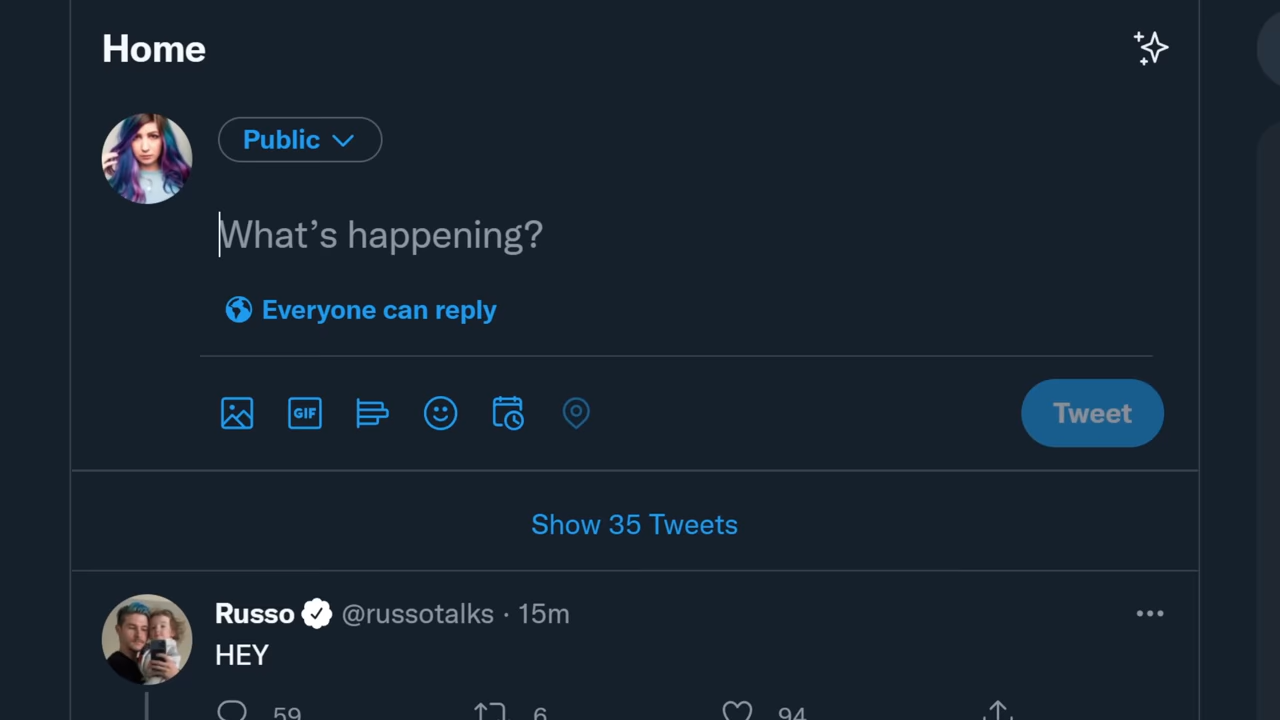 Home
Public
What’s happening?
Everyone can reply
GIF
Tweet
Show 35 Tweets
Russo @russotalks · 15m
HEY
59 6 94